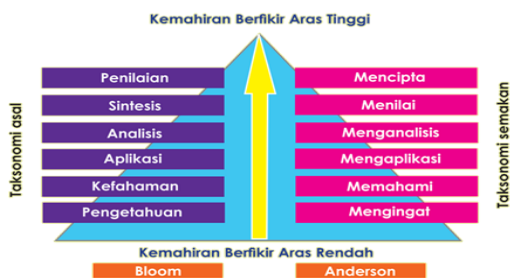 Kemahiran Berfikir Aras Tinggi
Taksonomi asal
Penilaian
Sintesis
Analisis
Aplikasi
Kefahaman
Pengetahuan
Mencipta
Menilai
Menganalisis
Mengaplikasi
Memahami
Mengingat
Taksonomi semakan
Kemahiran Berfikir Aras Rendah
Bloom
Anderson